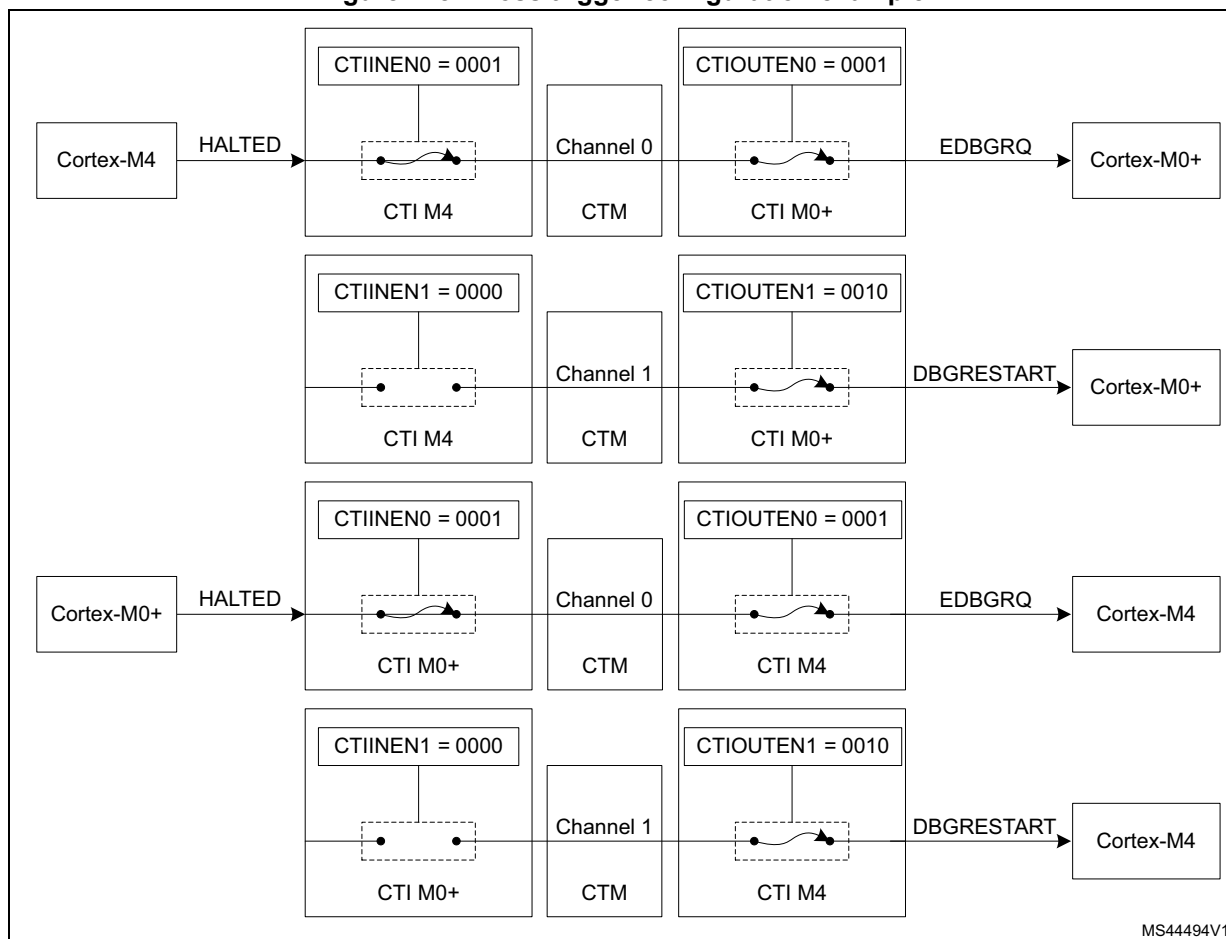 CTIINEN0 = 0001
CTIOUTEN0 = 0001
Cortex-M4
HALTED
Channel 0
EDBGRQ
Cortex-M0+
CTI M4
CTM
CTI M0+
CTIINEN1 = 0000
CTIOUTEN1 = 0010
Channel 1
DBGRESTART
Cortex-M0+
CTI M4
CTM
CTI M0+
CTIINEN0 = 0001
CTIOUTEN0 = 0001
Cortex-M0+
HALTED
Channel 0
EDBGRQ
Cortex-M4
CTI M0+
CTM
CTI M4
CTIINEN1 = 0000
CTIOUTEN1 = 0010
Channel 1
DBGRESTART
Cortex-M4
CTI M0+
CTM
CTI M4
MS44494V1